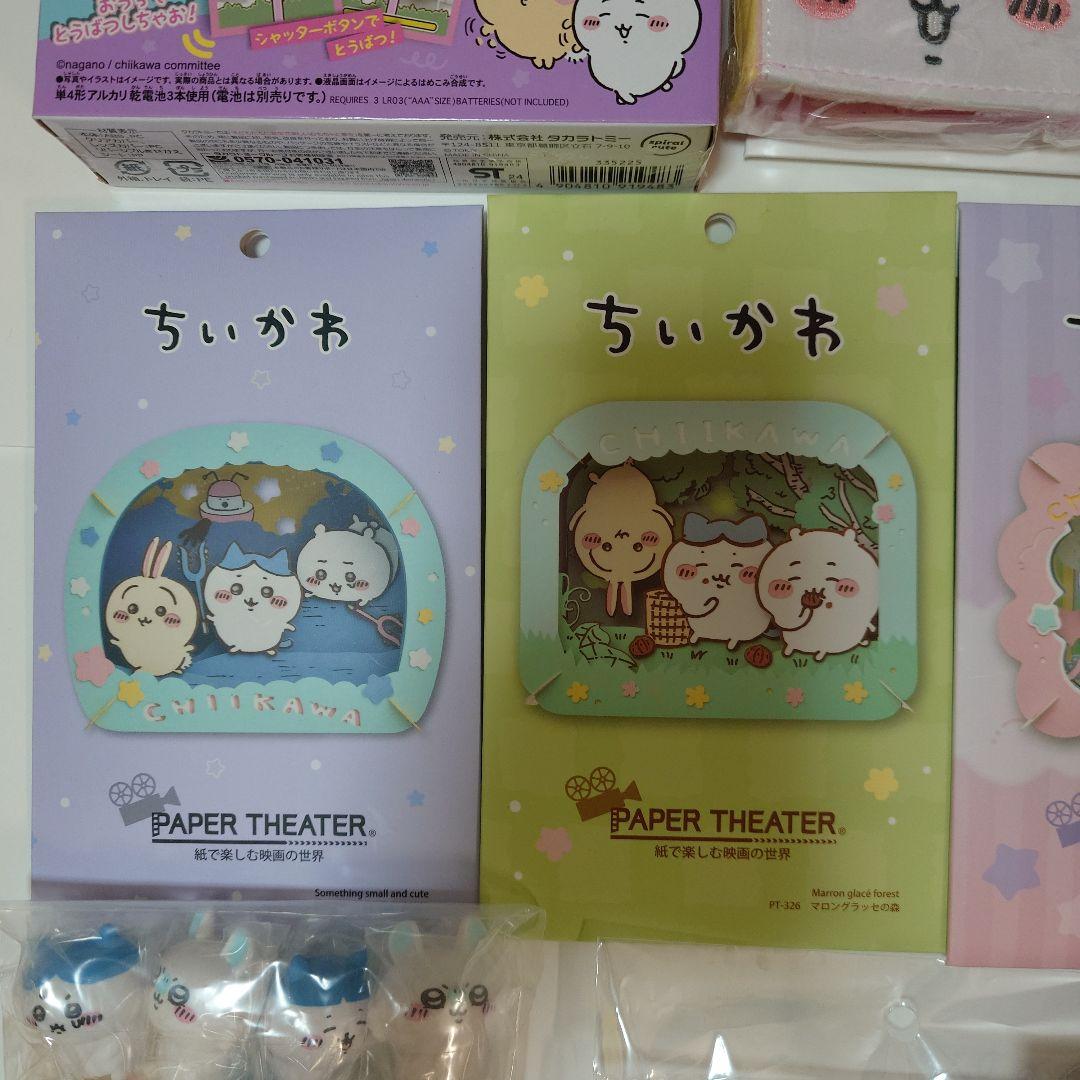 とうばつしちゃお!
シャッターボタンで
とうばつ!
©nagano / chiikawa committee
●写真やイラストはイメージです。実際の商品とは異なる場合があります。●液晶画面はイメージによるはめこみ合成です。
単4形アルカリ乾電池3本使用(電池は別売りです。) REQUIRES 3 LR03("AAA"SIZE)BATTERIES(NOT INCLUDED)
発売元:株式会社 タカラトミー
〒124-8511 東京都葛飾区立石 7-9-10
0570-041031
ST 24
335225
4 904810 919483
spiral cute
ちいかわ
CHIIKAWA
PAPER THEATER®
紙で楽しむ映画の世界
Something small and cute
ちいかわ
CHIIKAWA
PAPER THEATER®
紙で楽しむ映画の世界
Marron glacé forest
PT-326 マロングラッセの森